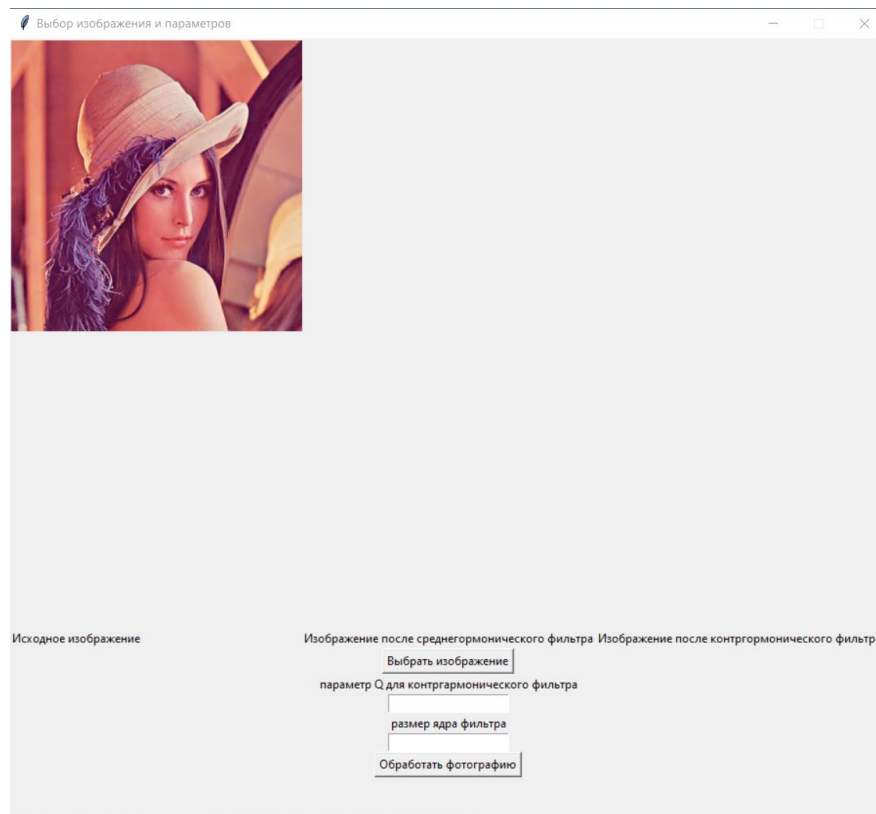 Выбор изображения и параметров
Исходное изображение
Изображение после среднегормонического фильтра
Изображение после контргормонического фильтр
Выбрать изображение
параметр Q для контргармонического фильтра
размер ядра фильтра
Обработать фотографию